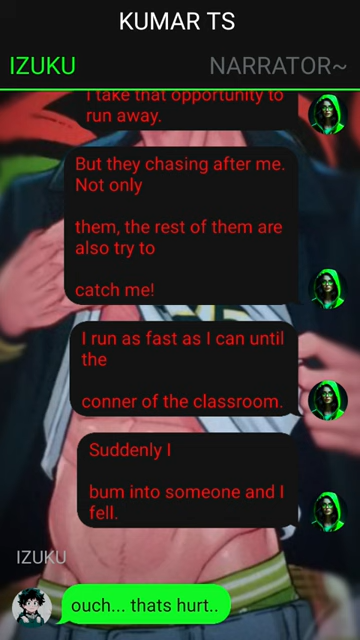 KUMAR TS
IZUKU NARRATOR~
I take that opportunity to
run away.
But they chasing after me.
Not only
them, the rest of them are
also try to
catch me!
I run as fast as I can until
the
conner of the classroom.
Suddenly I
bum into someone and I
fell.
IZUKU
ouch... thats hurt..